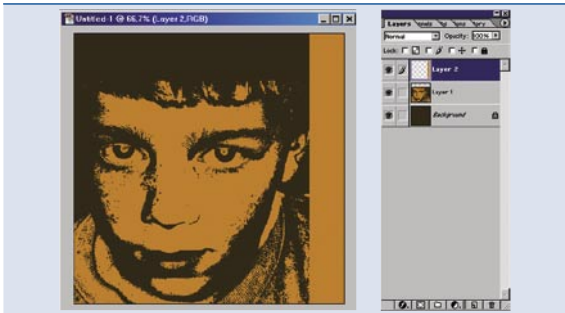 Untitled-1 @ 66,7% (Layer 2,RGB)
Layers
Normal
Opacity: 100%
Lock:
Layer 2
Layer 1
Background